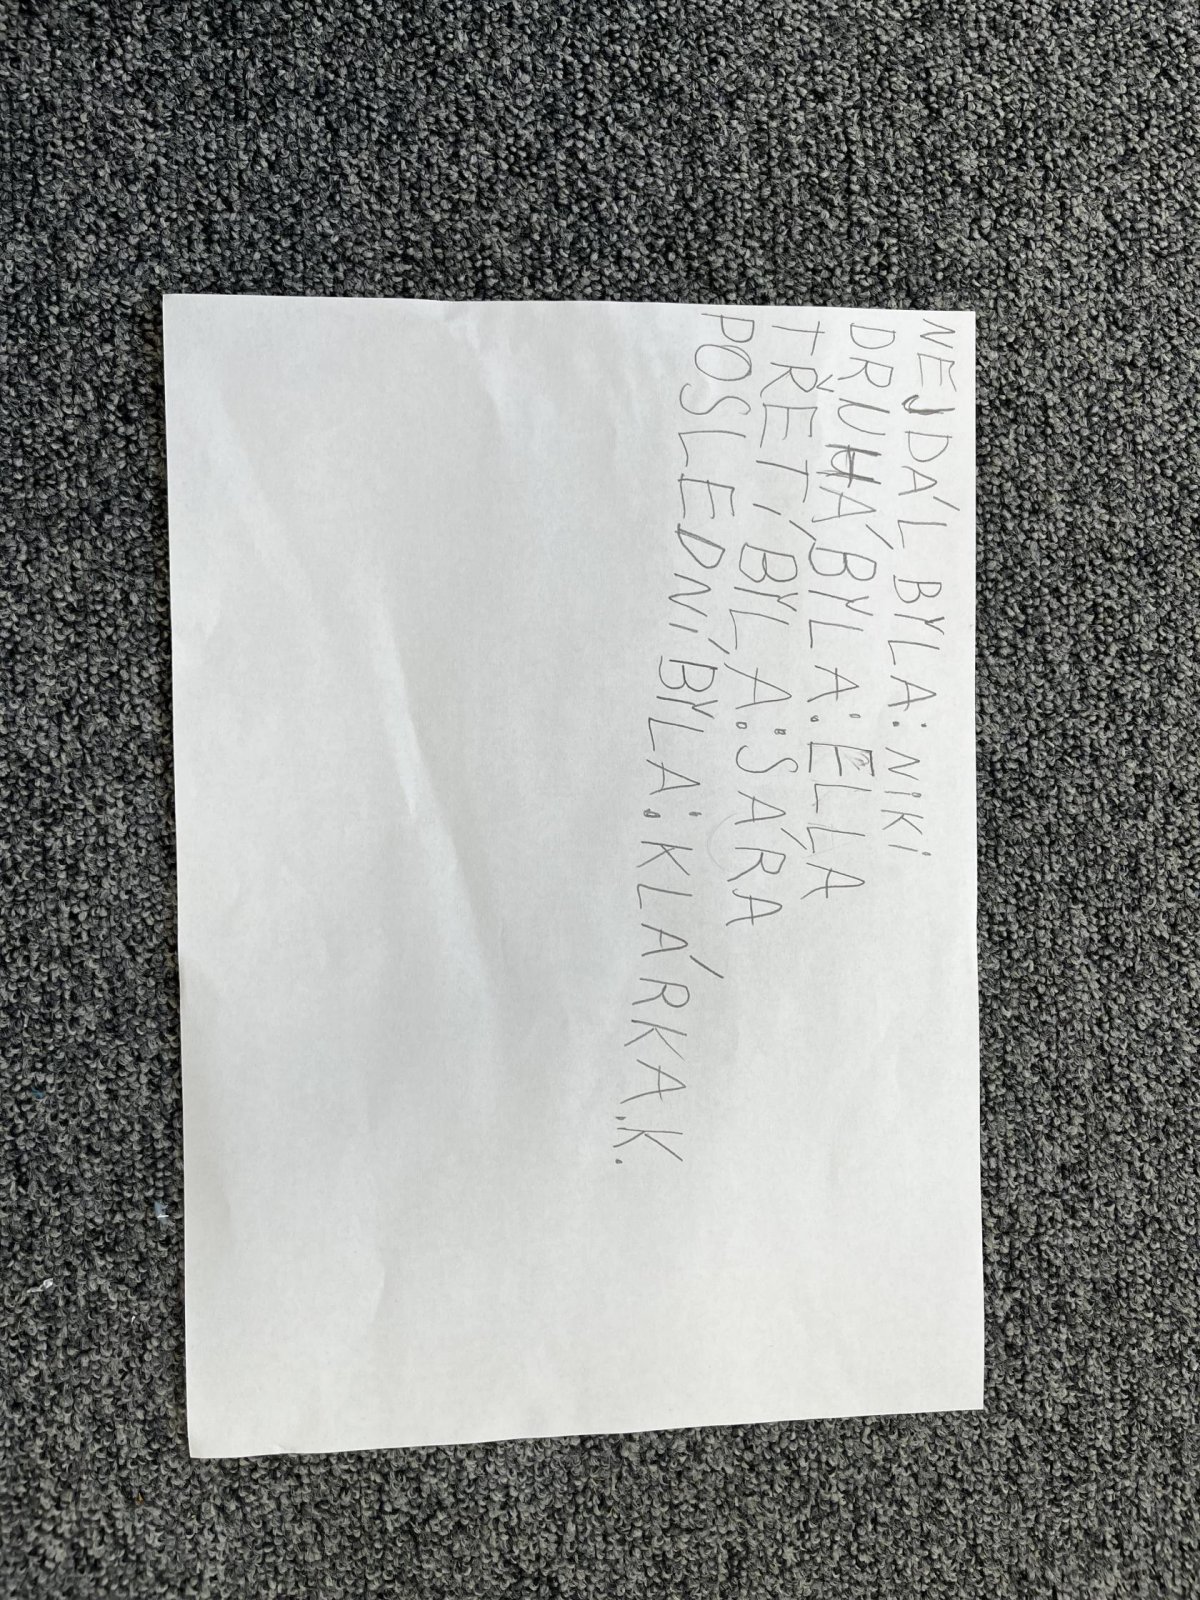 NEJDÁL BYLA: NIKI
DRUHÁ BYLA: ELLA
TŘETÍ BYLA: SÁRA
POSLEDNÍ BYLA: KLÁRKA.K.